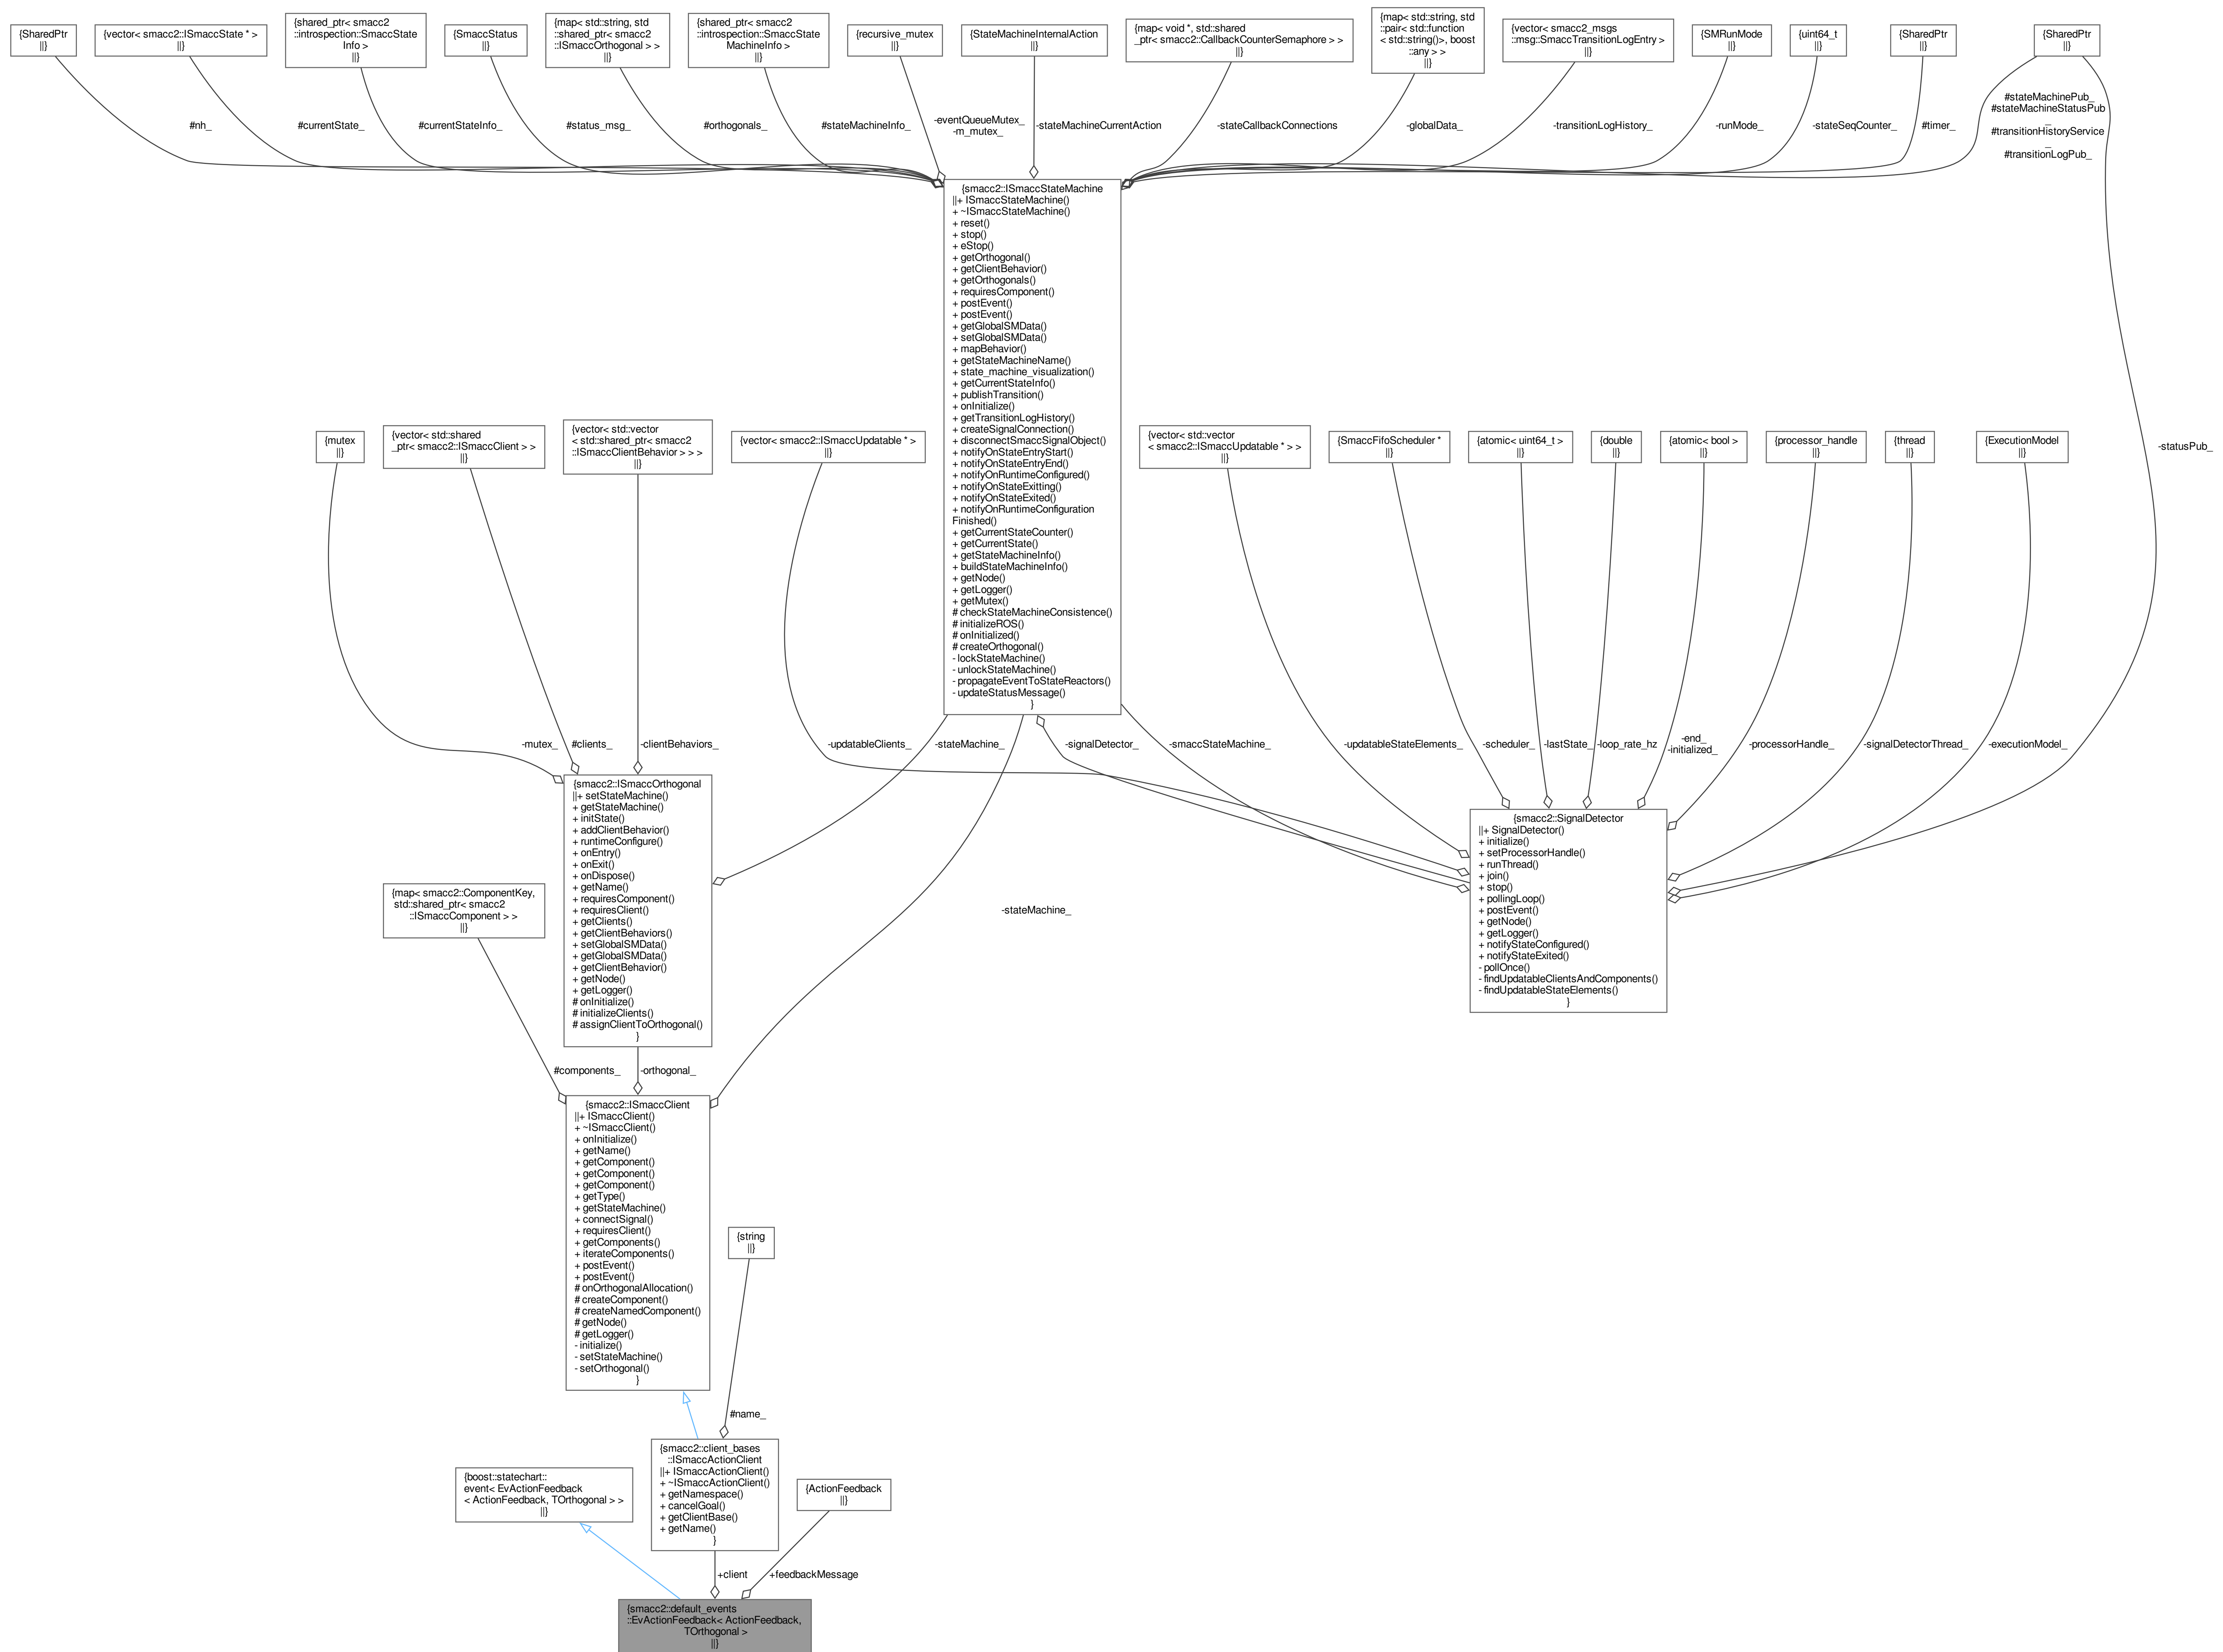 {SharedPtr
||}
{vector< smacc2::ISmaccState * >
||}
{shared_ptr< smacc2
::introspection::SmaccState
Info >
||}
{SmaccStatus
||}
{map< std::string, std
::shared_ptr< smacc2
::ISmaccOrthogonal > >
||}
{shared_ptr< smacc2
::introspection::SmaccState
MachineInfo >
||}
{recursive_mutex
||}
{StateMachineInternalAction
||}
{map< void *, std::shared
_ptr< smacc2::CallbackCounterSemaphore > >
||}
{map< std::string, std
::pair< std::function
< std::string()>, boost
::any > >
||}
{vector< smacc2_msgs
::msg::SmaccTransitionLogEntry >
||}
{SMRunMode
||}
{uint64_t
||}
{SharedPtr
||}
{SharedPtr
||}
#nh_
#currentState_
#currentStateInfo_
#status_msg_
#orthogonals_
#stateMachineInfo_
-eventQueueMutex_
-m_mutex_
-stateMachineCurrentAction
-stateCallbackConnections
-globalData_
-transitionLogHistory_
-runMode_
-stateSeqCounter_
#timer_
#stateMachinePub_
#stateMachineStatusPub
_
#transitionHistoryService
_
#transitionLogPub_
{smacc2::ISmaccStateMachine
||+ ISmaccStateMachine()
+ ~ISmaccStateMachine()
+ reset()
+ stop()
+ eStop()
+ getOrthogonal()
+ getClientBehavior()
+ getOrthogonals()
+ requiresComponent()
+ postEvent()
+ postEvent()
+ getGlobalSMData()
+ setGlobalSMData()
+ mapBehavior()
+ getStateMachineName()
+ state_machine_visualization()
+ getCurrentStateInfo()
+ publishTransition()
+ onInitialize()
+ getTransitionLogHistory()
+ createSignalConnection()
+ disconnectSmaccSignalObject()
+ notifyOnStateEntryStart()
+ notifyOnStateEntryEnd()
+ notifyOnRuntimeConfigured()
+ notifyOnStateExitting()
+ notifyOnStateExited()
+ notifyOnRuntimeConfiguration
Finished()
+ getCurrentStateCounter()
+ getCurrentState()
+ getStateMachineInfo()
+ buildStateMachineInfo()
+ getNode()
+ getLogger()
+ getMutex()
# checkStateMachineConsistence()
# initializeROS()
# onInitialized()
# createOrthogonal()
- lockStateMachine()
- unlockStateMachine()
- propagateEventToStateReactors()
- updateStatusMessage()
}
{mutex
||}
{vector< std::shared
_ptr< smacc2::ISmaccClient > >
||}
{vector< std::vector
< std::shared_ptr< smacc2
::ISmaccClientBehavior > > >
||}
{vector< smacc2::ISmaccUpdatable * >
||}
{vector< std::vector
< smacc2::ISmaccUpdatable * > >
||}
{SmaccFifoScheduler *
||}
{atomic< uint64_t >
||}
{double
||}
{atomic< bool >
||}
{processor_handle
||}
{thread
||}
{ExecutionModel
||}
-statusPub_
-mutex_
#clients_
-clientBehaviors_
-updatableClients_
-stateMachine_
-signalDetector_
-smaccStateMachine_
-updatableStateElements_
-scheduler_
-lastState_
-loop_rate_hz
-end_
-initialized_
-processorHandle_
-signalDetectorThread_
-executionModel_
{smacc2::ISmaccOrthogonal
||+ setStateMachine()
+ getStateMachine()
+ initState()
+ addClientBehavior()
+ runtimeConfigure()
+ onEntry()
+ onExit()
+ onDispose()
+ getName()
+ requiresComponent()
+ requiresClient()
+ getClients()
+ getClientBehaviors()
+ setGlobalSMData()
+ getGlobalSMData()
+ getClientBehavior()
+ getNode()
+ getLogger()
# onInitialize()
# initializeClients()
# assignClientToOrthogonal()
}
{smacc2::SignalDetector
||+ SignalDetector()
+ initialize()
+ setProcessorHandle()
+ runThread()
+ join()
+ stop()
+ pollingLoop()
+ postEvent()
+ getNode()
+ getLogger()
+ notifyStateConfigured()
+ notifyStateExited()
- pollOnce()
- findUpdatableClientsAndComponents()
- findUpdatableStateElements()
}
{map< smacc2::ComponentKey,
std::shared_ptr< smacc2
::ISmaccComponent > >
||}
-stateMachine_
#components_
-orthogonal_
{smacc2::ISmaccClient
||+ ISmaccClient()
+ ~ISmaccClient()
+ onInitialize()
+ getName()
+ getComponent()
+ getComponent()
+ getComponent()
+ getType()
+ getStateMachine()
+ connectSignal()
+ requiresClient()
+ getComponents()
+ iterateComponents()
+ postEvent()
+ postEvent()
# onOrthogonalAllocation()
# createComponent()
# createNamedComponent()
# getNode()
# getLogger()
- initialize()
- setStateMachine()
- setOrthogonal()
}
{string
||}
#name_
{boost::statechart::
event< EvActionFeedback
< ActionFeedback, TOrthogonal > >
||}
{smacc2::client_bases
::ISmaccActionClient
||+ ISmaccActionClient()
+ ~ISmaccActionClient()
+ getNamespace()
+ cancelGoal()
+ getClientBase()
+ getName()
}
{ActionFeedback
||}
+client
+feedbackMessage
{smacc2::default_events
::EvActionFeedback< ActionFeedback,
TOrthogonal >
||}